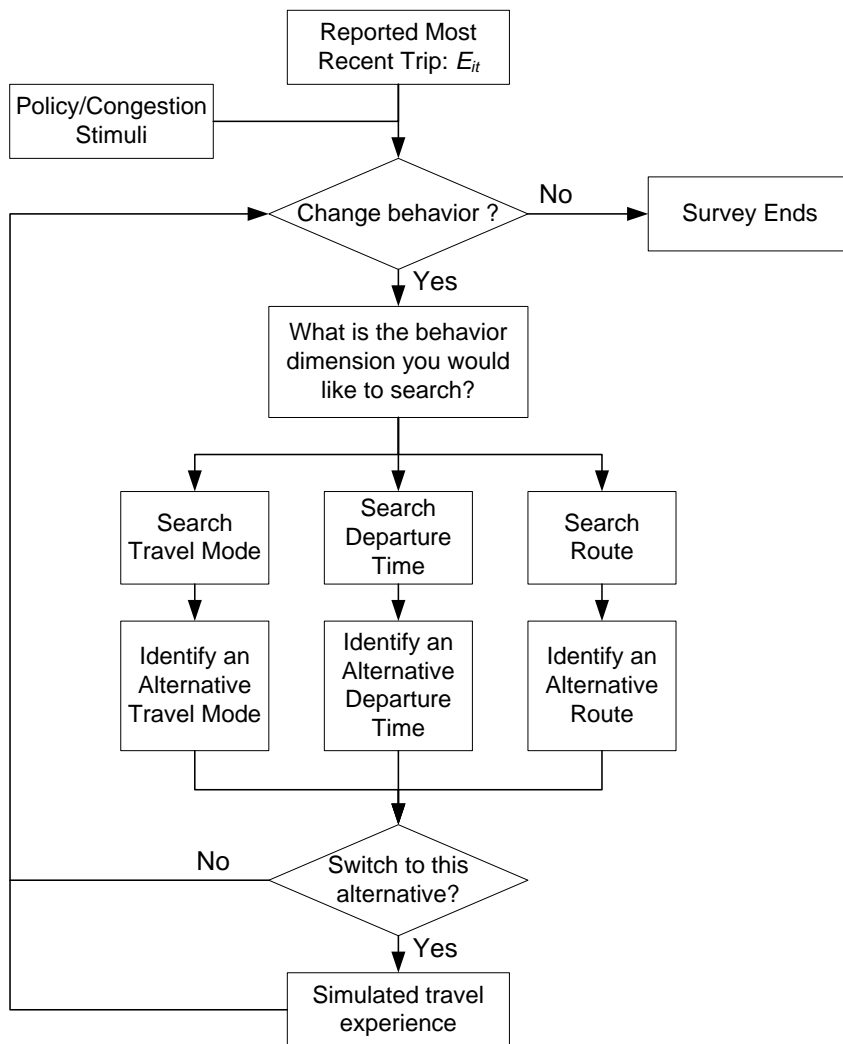 Reported Most
Recent Trip: Eit
Policy/Congestion
Stimuli
Change behavior ?
No
Survey Ends
Yes
What is the behavior
dimension you would
like to search?
Search
Travel Mode
Search
Departure
Time
Search
Route
Identify an
Alternative
Travel Mode
Identify an
Alternative
Departure
Time
Identify an
Alternative
Route
No
Switch to this
alternative?
Yes
Simulated travel
experience